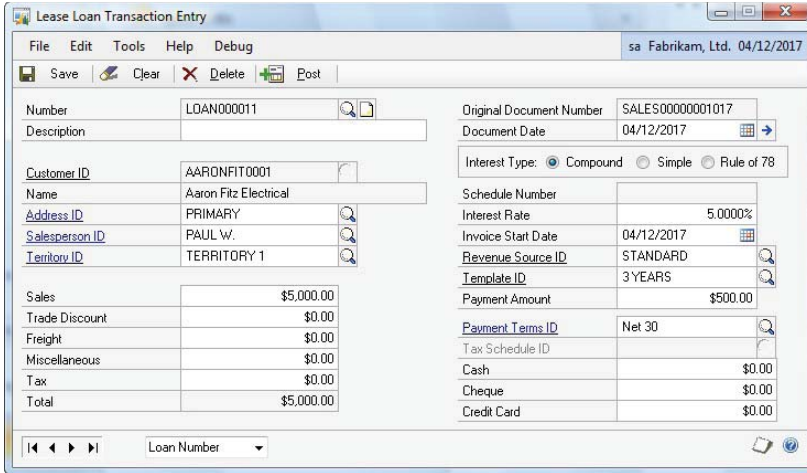 Lease Loan Transaction Entry
File Edit Tools Help Debug sa Fabrikam, Ltd. 04/12/2017
Save Clear Delete Post
Number LOAN000011
Description
Customer ID AARONFIT0001
Name Aaron Fitz Electrical
Address ID PRIMARY
Salesperson ID PAUL W.
Territory ID TERRITORY 1
Sales $5,000.00
Trade Discount $0.00
Freight $0.00
Miscellaneous $0.00
Tax $0.00
Total $5,000.00
Original Document Number SALES00000001017
Document Date 04/12/2017
Interest Type: Compound Simple Rule of 78
Schedule Number
Interest Rate 5.0000%
Invoice Start Date 04/12/2017
Revenue Source ID STANDARD
Template ID 3 YEARS
Payment Amount $500.00
Payment Terms ID Net 30
Tax Schedule ID
Cash $0.00
Cheque $0.00
Credit Card $0.00
Loan Number